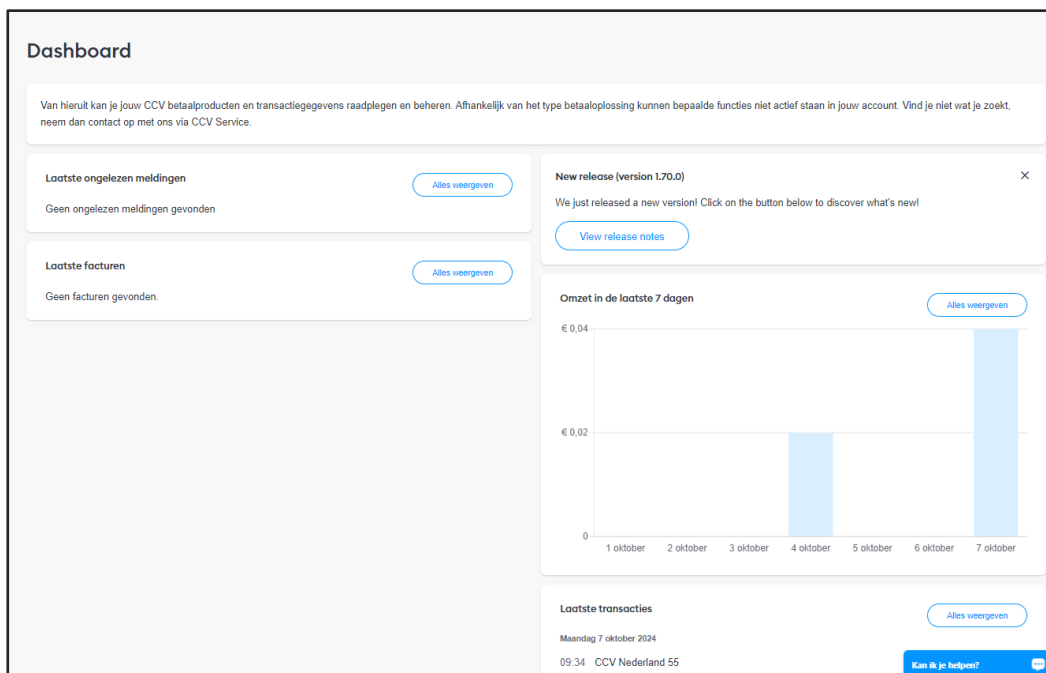 Dashboard
Van hieruit kan je jouw CCV betaalproducten en transactiegegevens raadplegen en beheren. Afhankelijk van het type betaaloplossing kunnen bepaalde functies niet actief staan in jouw account. Vind je niet wat je zoekt,
neem dan contact op met ons via CCV Service.
Laatste ongelezen meldingen
Alles weergeven
Geen ongelezen meldingen gevonden
Laatste facturen
Alles weergeven
Geen facturen gevonden.
New release (version 1.70.0)
We just released a new version! Click on the button below to discover what's new!
View release notes
Omzet in de laatste 7 dagen
Alles weergeven
€ 0,04
€ 0,02
0
1 oktober 2 oktober 3 oktober 4 oktober 5 oktober 6 oktober 7 oktober
Laatste transacties
Alles weergeven
Maandag 7 oktober 2024
09:34 CCV Nederland 55
Kan ik je helpen?